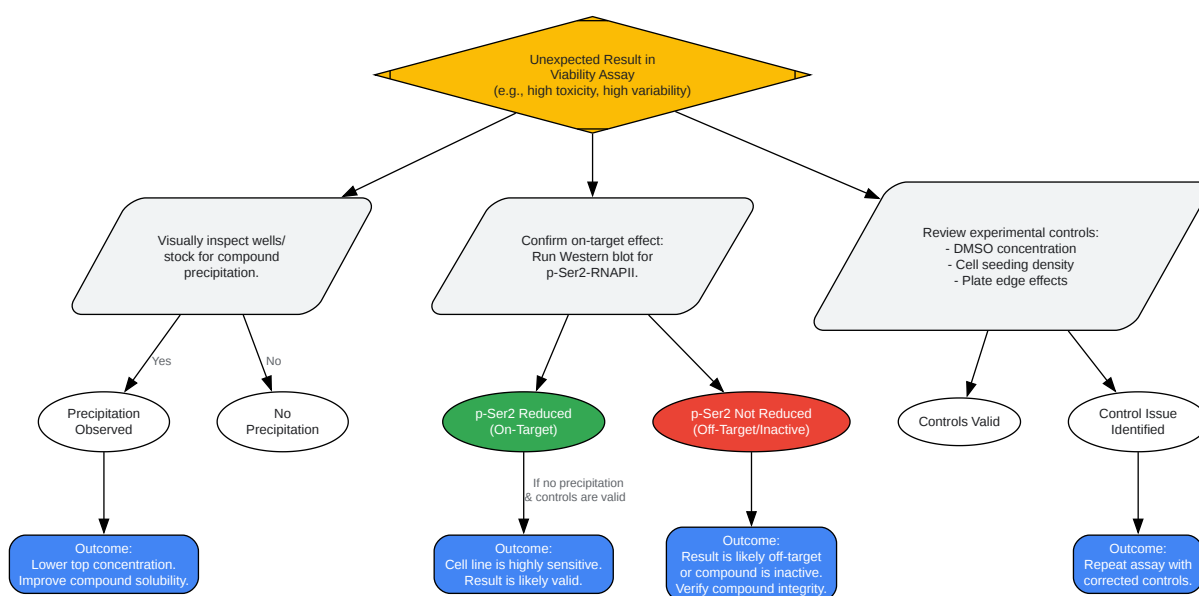 Unexpected Result in
Viability Assay
(e.g., high toxicity, high variability)
Visually inspect wells/
stock for compound
precipitation.
Confirm on-target effect:
Run Western blot for
p-Ser2-RNAPII.
Review experimental controls:
- DMSO concentration
- Cell seeding density
- Plate edge effects
Yes
No
Precipitation
Observed
No
Precipitation
p-Ser2 Reduced
(On-Target)
p-Ser2 Not Reduced
(Off-Target/Inactive)
Controls Valid
Control Issue
Identified
If no precipitation
& controls are valid
Outcome:
Lower top concentration.
Improve compound solubility.
Outcome:
Cell line is highly sensitive.
Result is likely valid.
Outcome:
Result is likely off-target
or compound is inactive.
Verify compound integrity.
Outcome:
Repeat assay with
corrected controls.